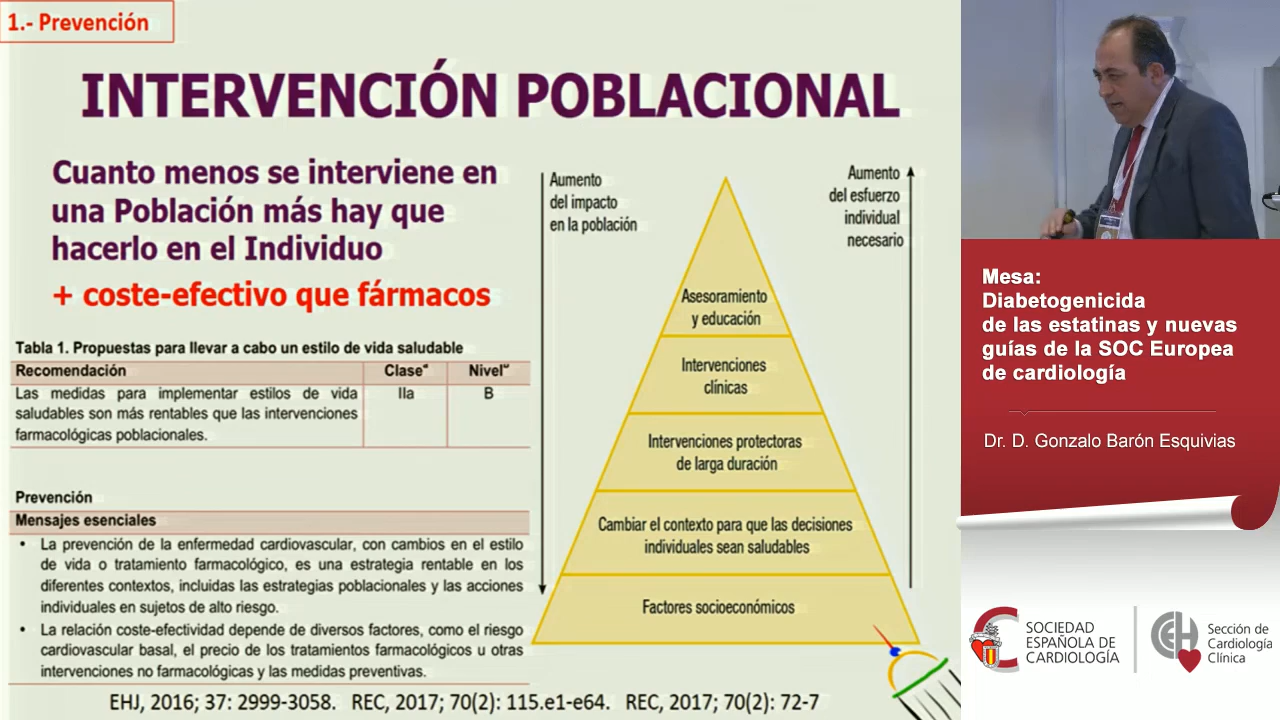 1.- Prevención
INTERVENCIÓN POBLACIONAL
Cuanto menos se interviene en
una Población más hay que
hacerlo en el Individuo
+ coste-efectivo que fármacos
Tabla 1. Propuestas para llevar a cabo un estilo de vida saludable
Recomendación Claseª Nivelᵇ
Las medidas para implementar estilos de vida IIa B
saludables son más rentables que las intervenciones
farmacológicas poblacionales.
Prevención
Mensajes esenciales
• La prevención de la enfermedad cardiovascular, con cambios en el estilo
de vida o tratamiento farmacológico, es una estrategia rentable en los
diferentes contextos, incluidas las estrategias poblacionales y las acciones
individuales en sujetos de alto riesgo.
• La relación coste-efectividad depende de diversos factores, como el riesgo
cardiovascular basal, el precio de los tratamientos farmacológicos u otras
intervenciones no farmacológicas y las medidas preventivas.
Aumento
del impacto
en la población
Aumento
del esfuerzo
individual
necesario
Asesoramiento
y educación
Intervenciones
clínicas
Intervenciones protectoras
de larga duración
Cambiar el contexto para que las decisiones
individuales sean saludables
Factores socioeconómicos
EHJ, 2016; 37: 2999-3058. REC, 2017; 70(2): 115.e1-e64. REC, 2017; 70(2): 72-7
Mesa:
Diabetogenicida
de las estatinas y nuevas
guías de la SOC Europea
de cardiología
Dr. D. Gonzalo Barón Esquivias
SOCIEDAD
ESPAÑOLA DE
CARDIOLOGÍA
Sección de
Cardiología
Clínica